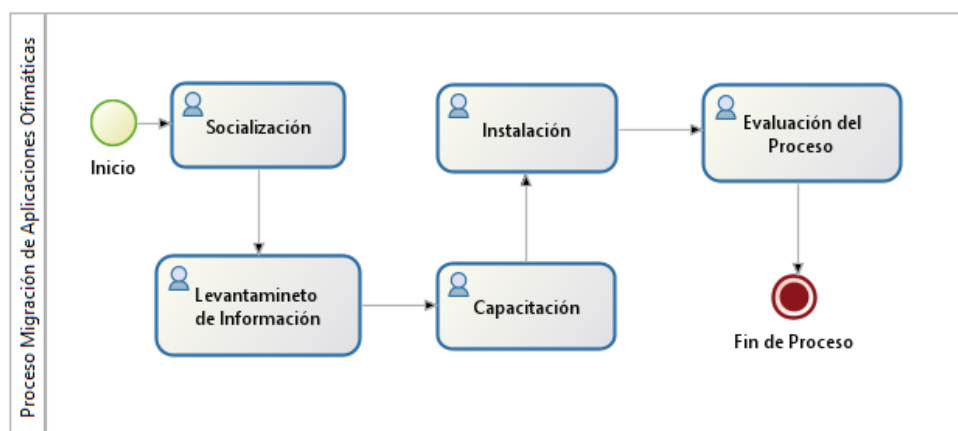 Proceso Migración de Aplicaciones Ofimáticas
Inicio
Socialización
Levantamineto
de Información
Capacitación
Instalación
Evaluación del
Proceso
Fin de Proceso